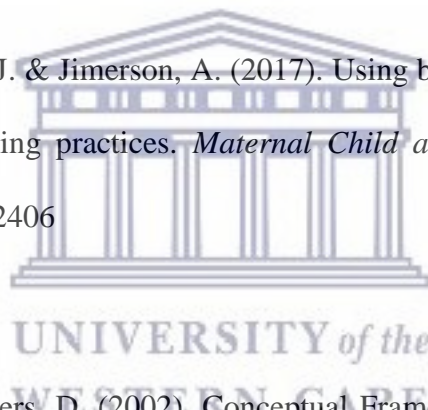 J. & Jimerson, A. (2017). Using b
ing practices. Maternal Child a
2406
UNIVERSITY of the
WESTERN CAPE
ers, D. (2002). Conceptual Fram